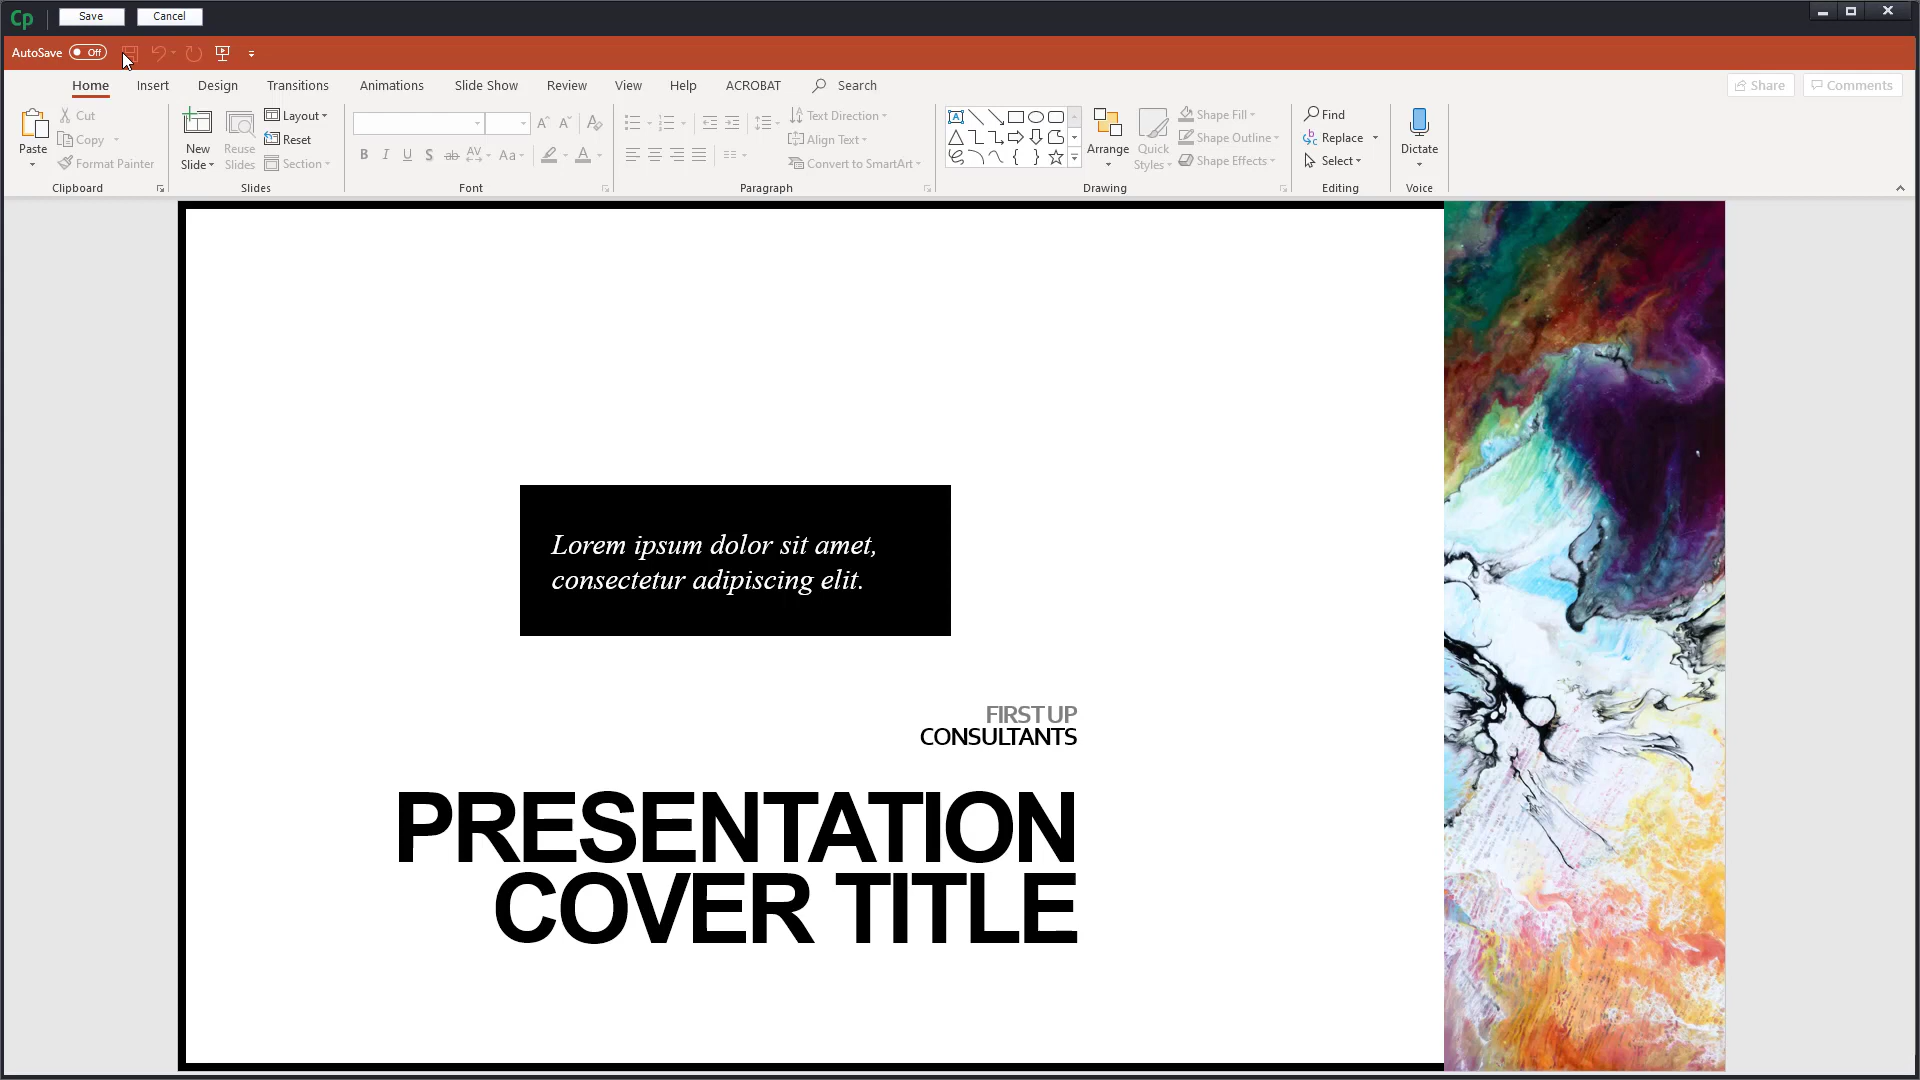 Cp
Save
Cancel
AutoSave
Off
Home
Insert
Design
Transitions
Animations
Slide Show
Review
View
Help
ACROBAT
Search
Share
Comments
Paste
Cut
Copy
Format Painter
Clipboard
New
Slide
Reuse
Slides
Layout
Reset
Section
Slides
B
I
U
S
ab
AV
Aa
A
Font
Text Direction
Align Text
Convert to SmartArt
Paragraph
Arrange
Quick
Styles
Shape Fill
Shape Outline
Shape Effects
Drawing
Find
Replace
Select
Editing
Dictate
Voice
Lorem ipsum dolor sit amet,
consectetur adipiscing elit.
FIRST UP
CONSULTANTS
PRESENTATION
COVER TITLE